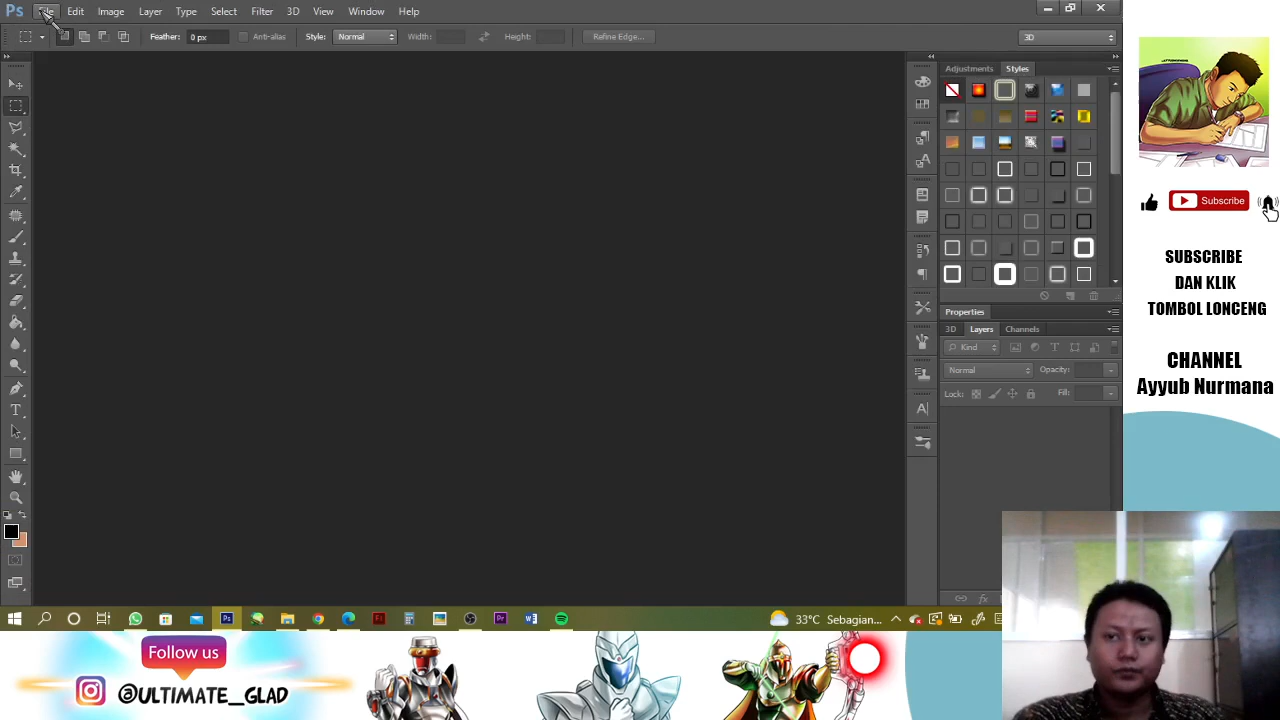 Ps File Edit Image Layer Type Select Filter 3D View Window Help
Feather: 0 px Anti-alias Style: Normal Width: Height: Refine Edge... 3D
Adjustments Styles
Properties
3D Layers Channels
Kind
Normal Opacity:
Lock: Fill:
33°C Sebagian...
Subscribe
SUBSCRIBE
DAN KLIK
TOMBOL LONCENG
CHANNEL
Ayyub Nurmana
Follow us
@ULTIMATE_GLAD